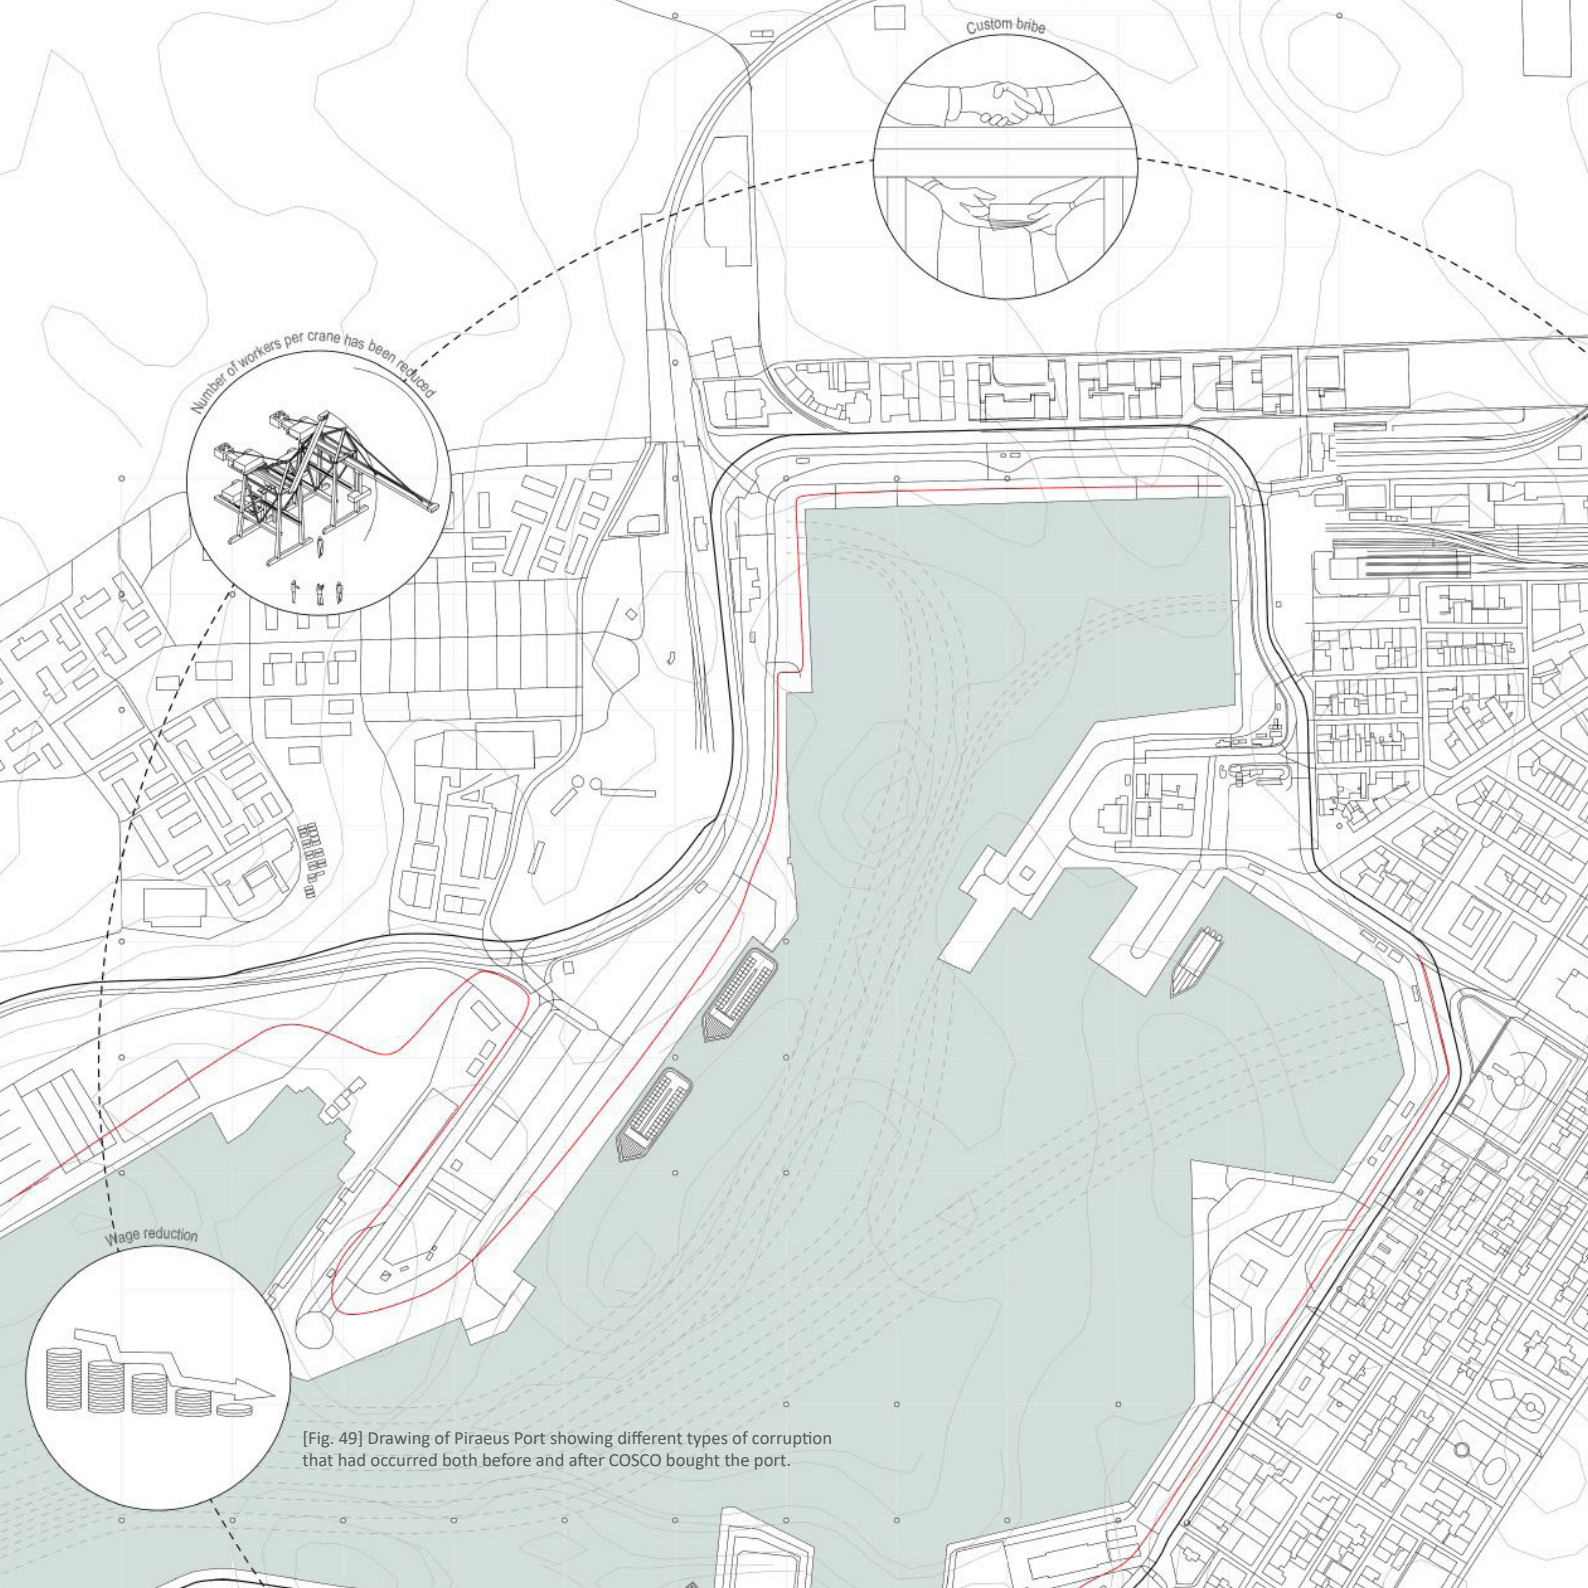 Custom bribe
Number of workers per crane has been reduced
Wage reduction
[Fig. 49] Drawing of Piraeus Port showing different types of corruption
that had occurred both before and after COSCO bought the port.